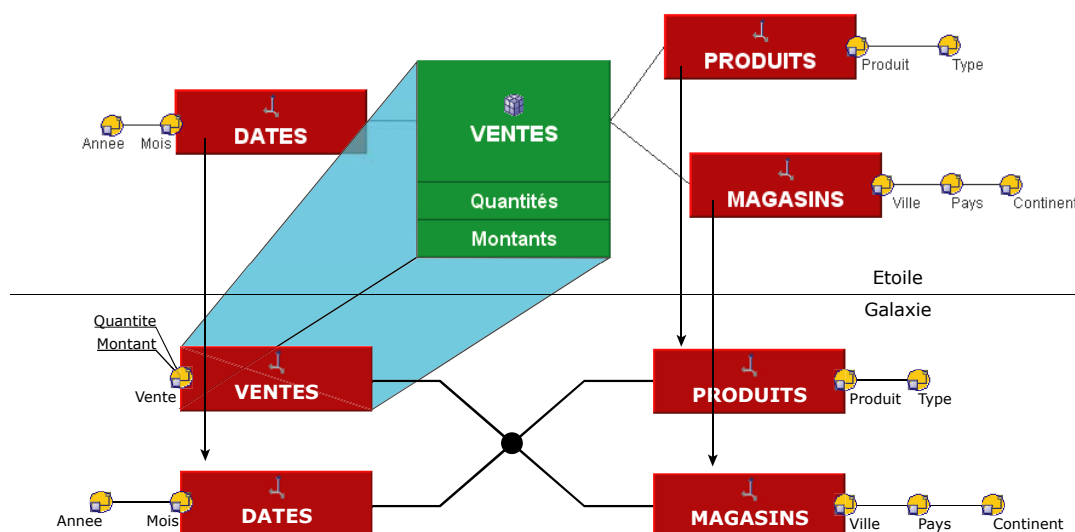 PRODUITS
Produit Type
DATES
Annee Mois
VENTES
Quantités
Montants
MAGASINS
Ville Pays Continent
Etoile
Galaxie
Quantite
Montant
Vente
VENTES
PRODUITS
Produit Type
DATES
Annee Mois
MAGASINS
Ville Pays Continent